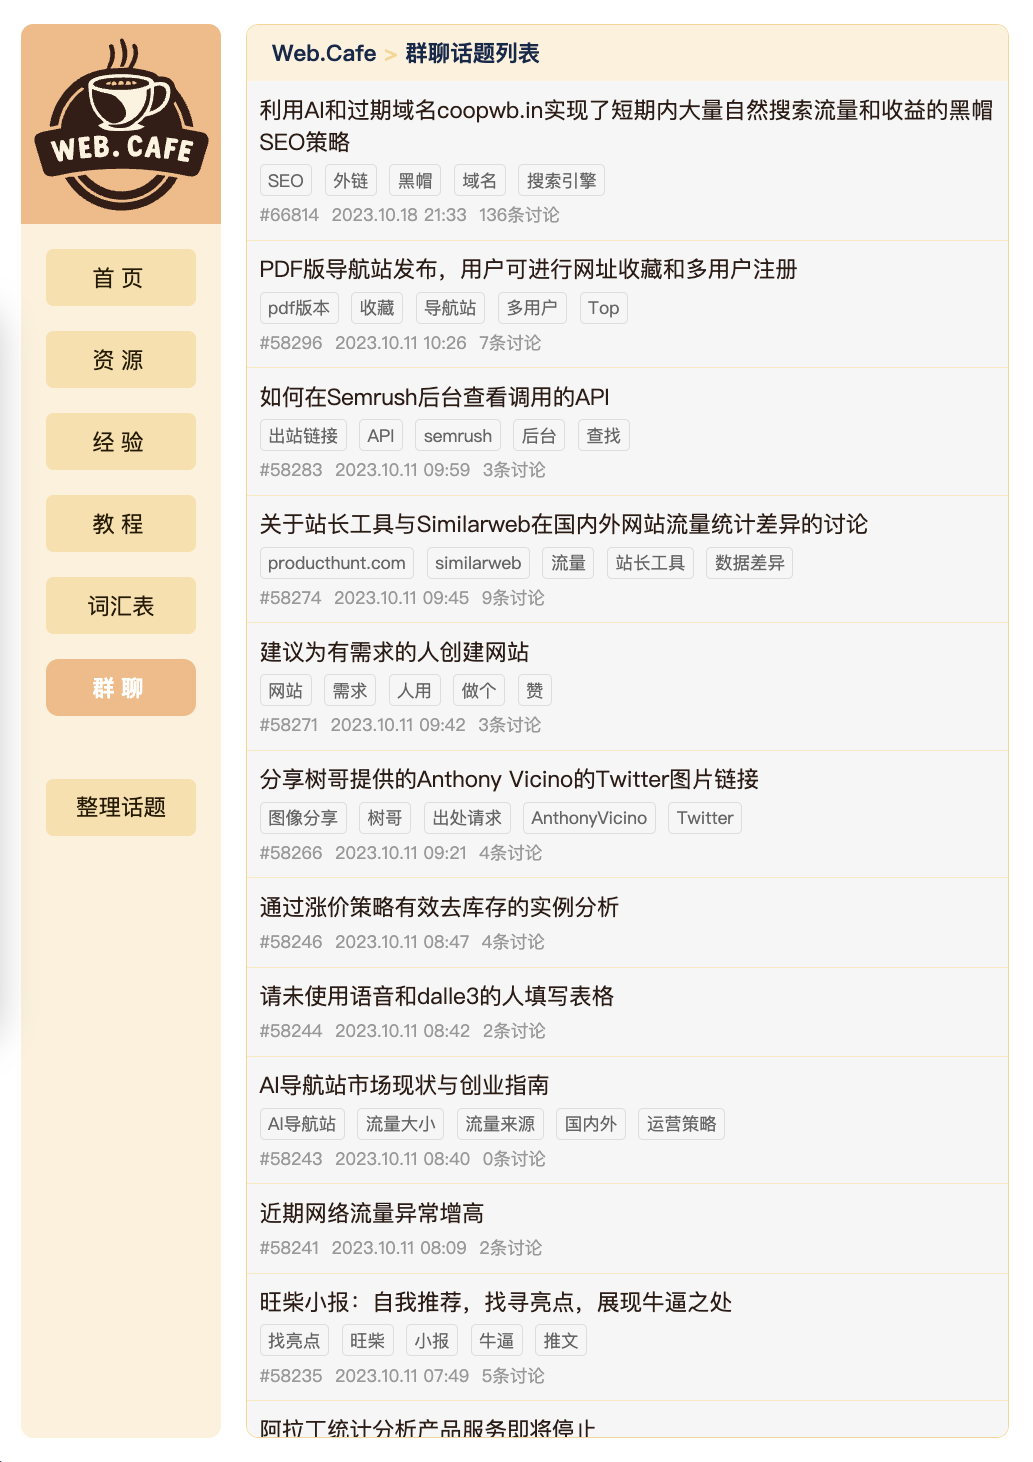 WEB. CAFE
首 页
资 源
经 验
教 程
词汇表
群 聊
整理话题
Web.Cafe > 群聊话题列表
利用AI和过期域名coopwb.in实现了短期内大量自然搜索流量和收益的黑帽
SEO策略
SEO 外链 黑帽 域名 搜索引擎
#66814 2023.10.18 21:33 136条讨论
PDF版导航站发布，用户可进行网址收藏和多用户注册
pdf版本 收藏 导航站 多用户 Top
#58296 2023.10.11 10:26 7条讨论
如何在Semrush后台查看调用的API
出站链接 API semrush 后台 查找
#58283 2023.10.11 09:59 3条讨论
关于站长工具与Similarweb在国内外网站流量统计差异的讨论
producthunt.com similarweb 流量 站长工具 数据差异
#58274 2023.10.11 09:45 9条讨论
建议为有需求的人创建网站
网站 需求 人用 做个 赞
#58271 2023.10.11 09:42 3条讨论
分享树哥提供的Anthony Vicino的Twitter图片链接
图像分享 树哥 出处请求 AnthonyVicino Twitter
#58266 2023.10.11 09:21 4条讨论
通过涨价策略有效去库存的实例分析
#58246 2023.10.11 08:47 4条讨论
请未使用语音和dalle3的人填写表格
#58244 2023.10.11 08:42 2条讨论
AI导航站市场现状与创业指南
AI导航站 流量大小 流量来源 国内外 运营策略
#58243 2023.10.11 08:40 0条讨论
近期网络流量异常增高
#58241 2023.10.11 08:09 2条讨论
旺柴小报：自我推荐，找寻亮点，展现牛逼之处
找亮点 旺柴 小报 牛逼 推文
#58235 2023.10.11 07:49 5条讨论
阿拉丁统计分析产品服务即将停止